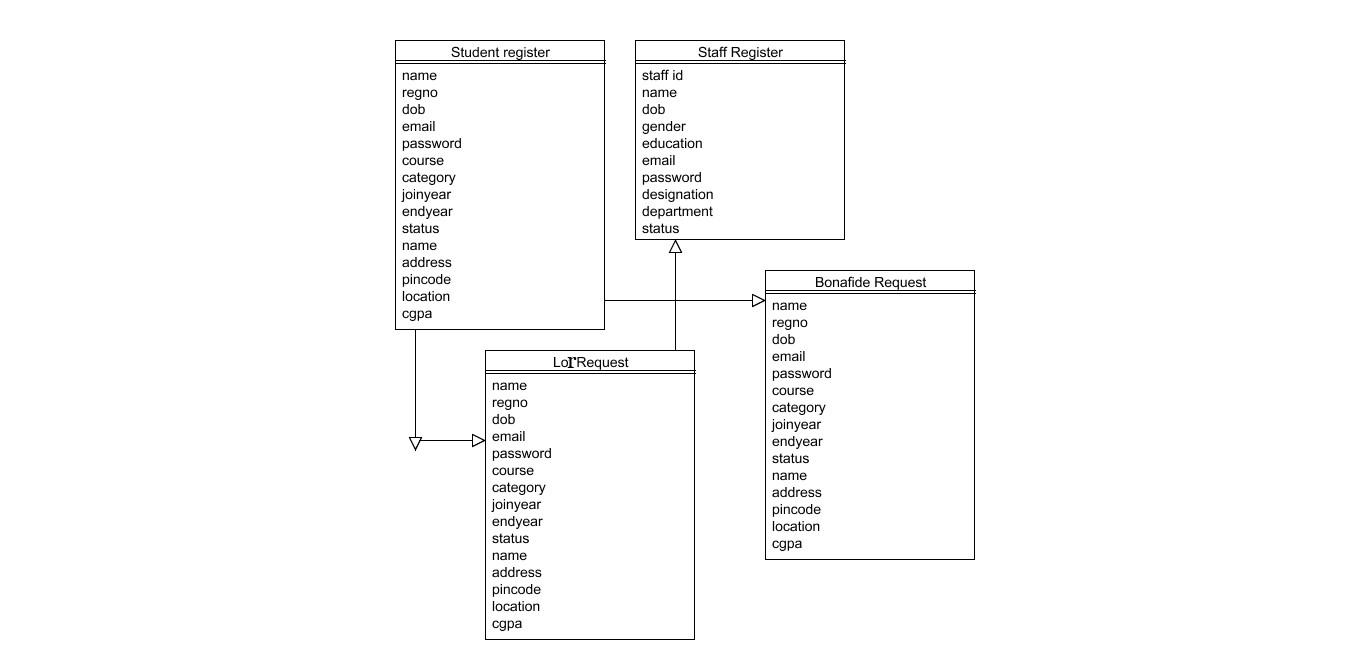 Student register
name
regno
dob
email
password
course
category
joinyear
endyear
status
name
address
pincode
location
cgpa
Staff Register
staff id
name
dob
gender
education
email
password
designation
department
status
Bonafide Request
name
regno
dob
email
password
course
category
joinyear
endyear
status
name
address
pincode
location
cgpa
Lor Request
name
regno
dob
email
password
course
category
joinyear
endyear
status
name
address
pincode
location
cgpa